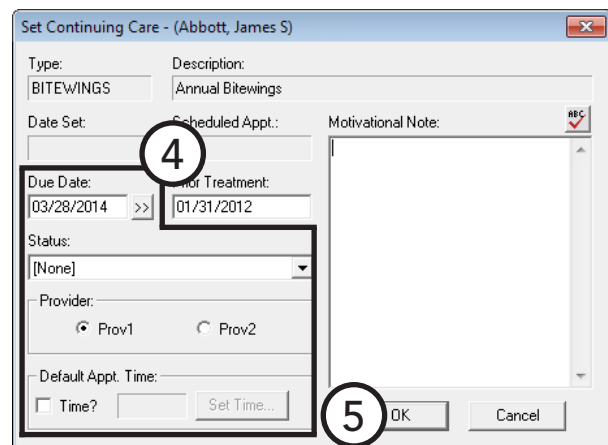 Set Continuing Care - (Abbott, James S)
Type: Description:
BITEWINGS Annual Bitewings
Date Set: Scheduled Appt.: Motivational Note: ABC
4
Due Date: Prior Treatment:
03/28/2014 >> 01/31/2012
Status:
[None]
Provider:
Prov1 Prov2
Default Appt. Time:
Time? Set Time...
5 OK Cancel